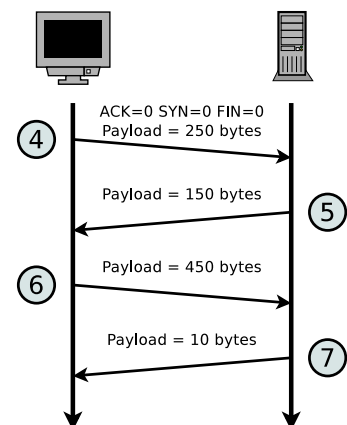 ACK=0 SYN=0 FIN=0
Payload = 250 bytes
4
Payload = 150 bytes
5
Payload = 450 bytes
6
Payload = 10 bytes
7